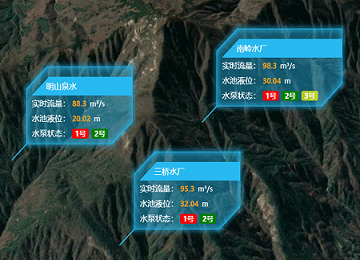 南岭水厂
实时流量： 98.3 m³/s
水池液位： 30.04 m
水泵状态： 1号 2号 3号
明山泉水
实时流量： 88.3 m³/s
水池液位： 20.02 m
水泵状态： 1号 2号
三桥水厂
实时流量： 95.3 m³/s
水池液位： 32.04 m
水泵状态： 1号 2号